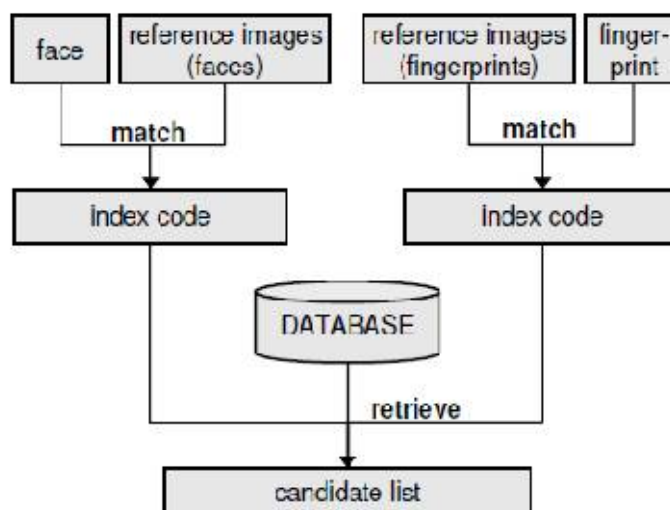 face
reference images
(faces)
reference images
(fingerprints)
finger-
print
match
match
index code
index code
DATABASE
retrieve
candidate list